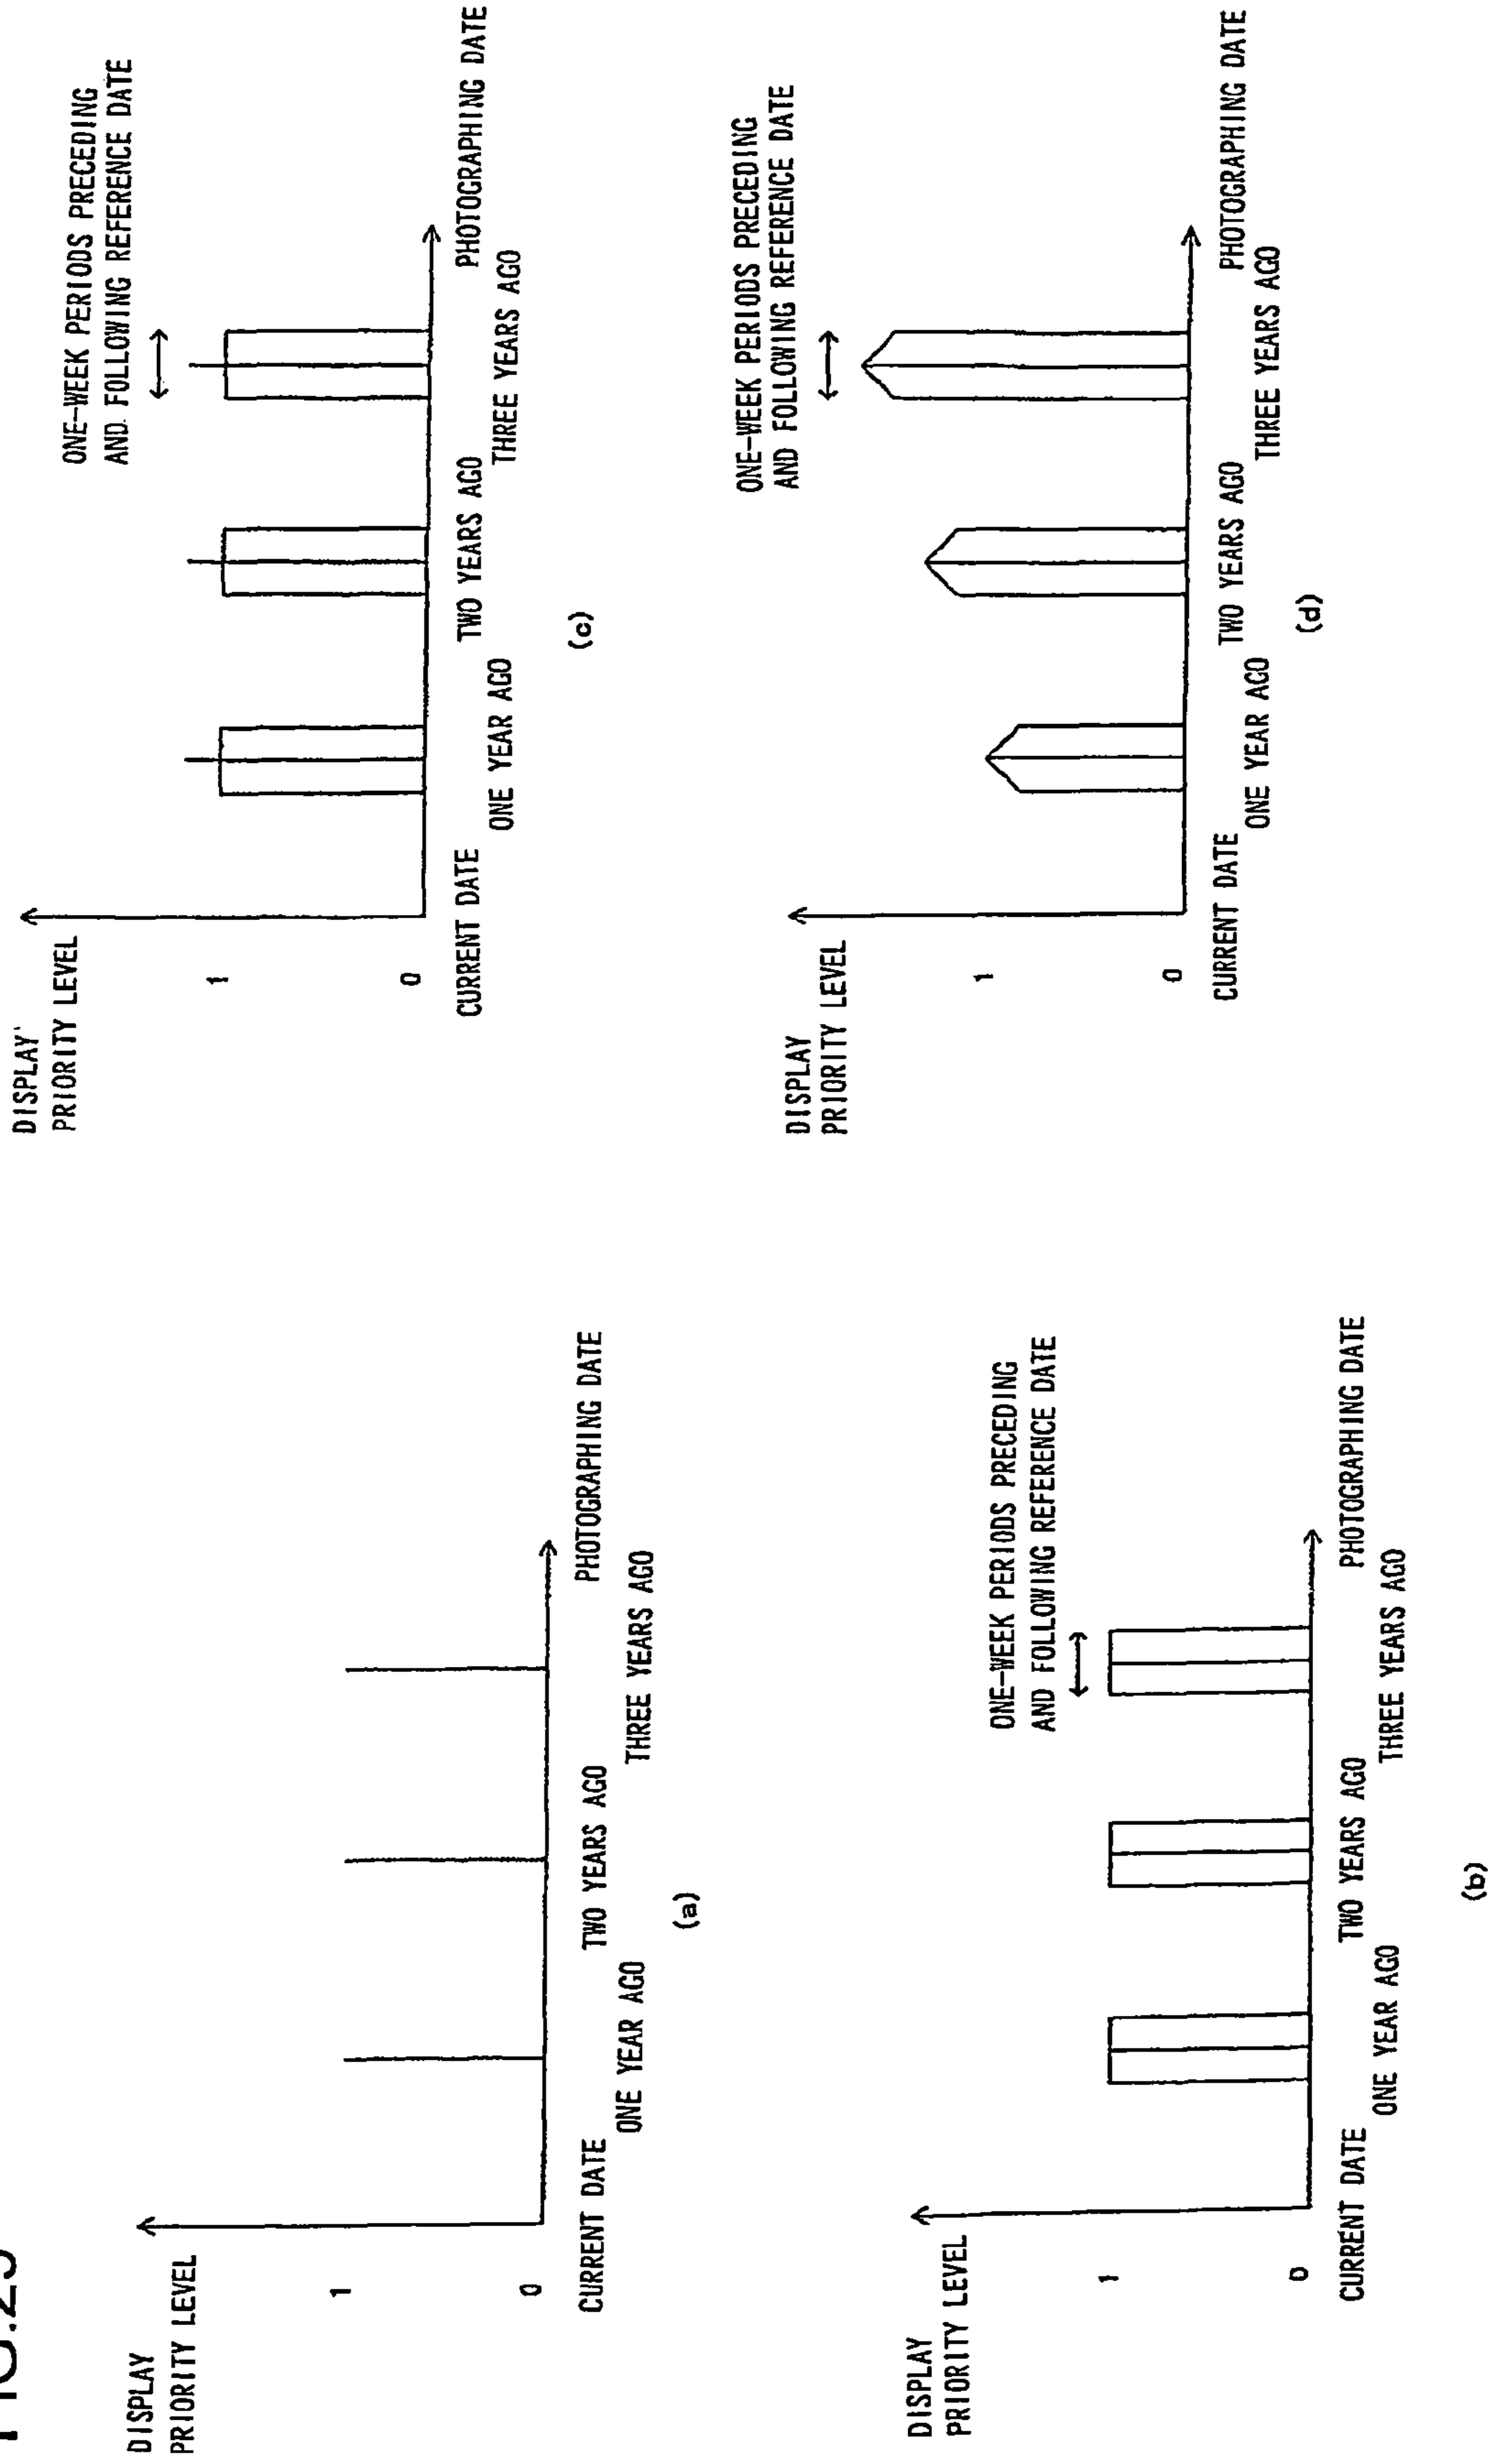 DISPLAY
PRIORITY LEVEL
1
0
CURRENT DATE
ONE YEAR AGO
TWO YEARS AGO
THREE YEARS AGO
PHOTOGRAPHING DATE
(a)
DISPLAY
PRIORITY LEVEL
1
0
ONE-WEEK PERIODS PRECEDING
AND FOLLOWING REFERENCE DATE
CURRENT DATE
ONE YEAR AGO
TWO YEARS AGO
THREE YEARS AGO
PHOTOGRAPHING DATE
(b)
DISPLAY
PRIORITY LEVEL
1
0
ONE-WEEK PERIODS PRECEDING
AND FOLLOWING REFERENCE DATE
CURRENT DATE
ONE YEAR AGO
TWO YEARS AGO
THREE YEARS AGO
PHOTOGRAPHING DATE
(c)
DISPLAY
PRIORITY LEVEL
1
0
ONE-WEEK PERIODS PRECEDING
AND FOLLOWING REFERENCE DATE
CURRENT DATE
ONE YEAR AGO
TWO YEARS AGO
THREE YEARS AGO
PHOTOGRAPHING DATE
(d)